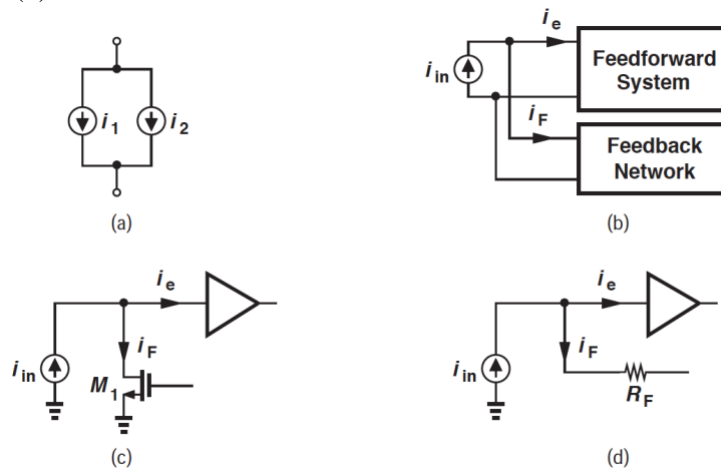 i1
i2
(a)
iin
ie
Feedforward
System
iF
Feedback
Network
(b)
iin
ie
iF
M1
(c)
iin
ie
iF
RF
(d)